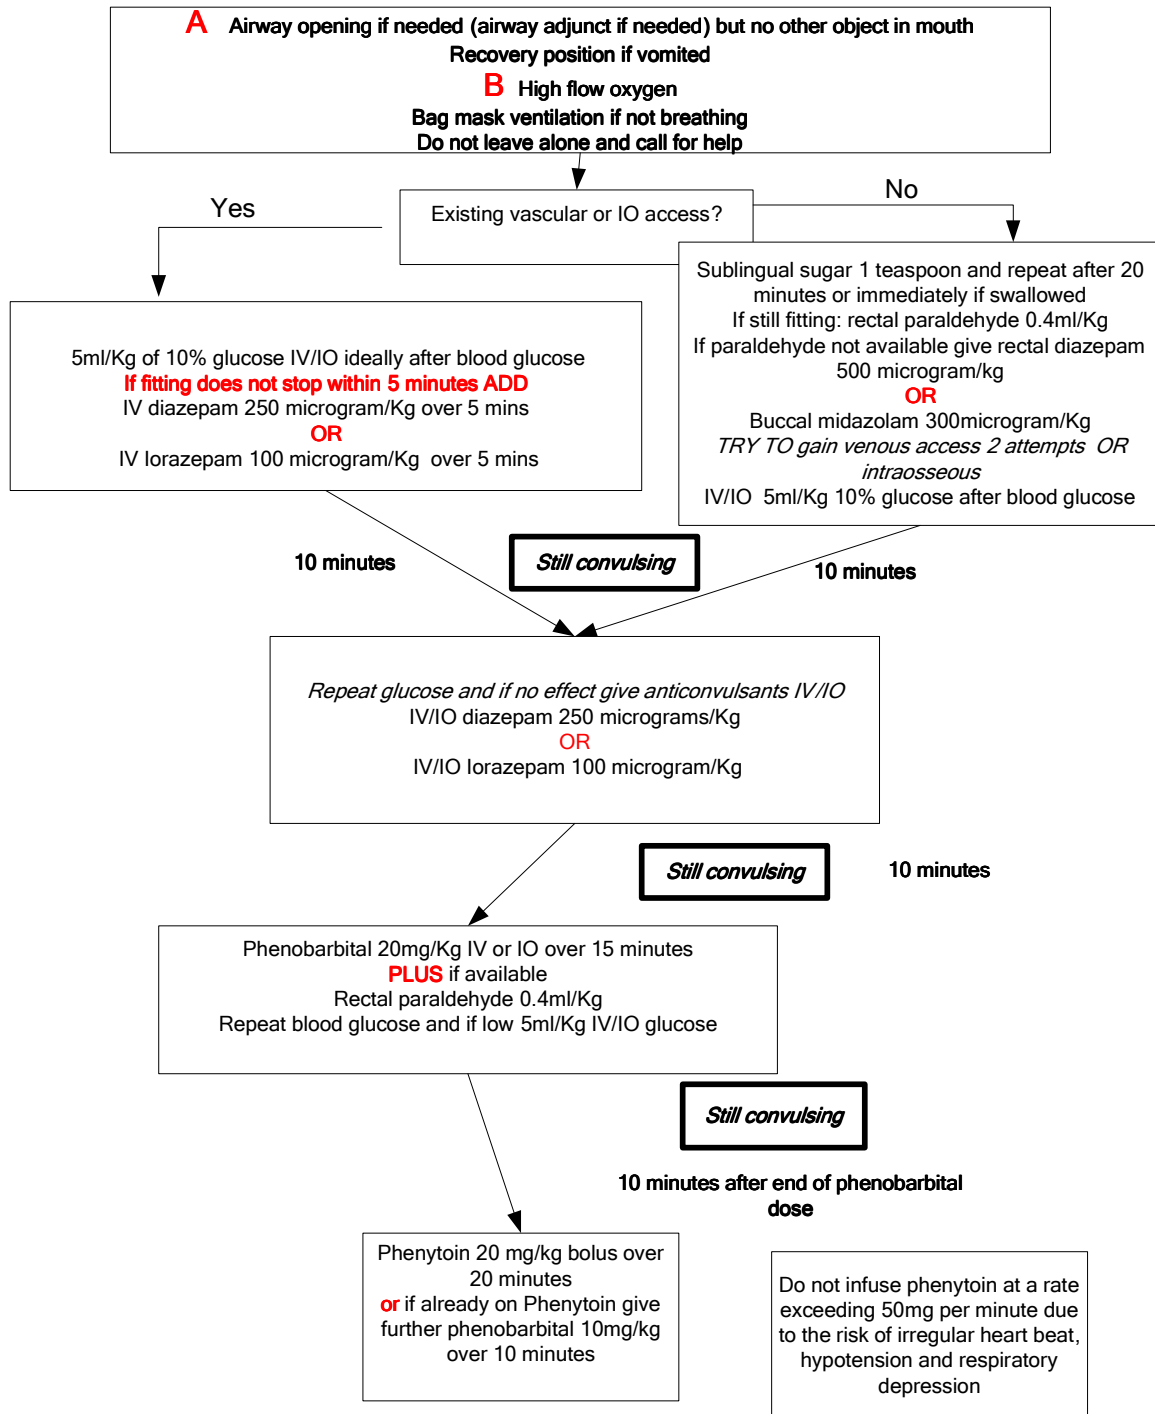 A Airway opening if needed (airway adjunct if needed) but no other object in mouth
Recovery position if vomited
B High flow oxygen
Bag mask ventilation if not breathing
Do not leave alone and call for help
Existing vascular or IO access?
Yes
No
5ml/Kg of 10% glucose IV/IO ideally after blood glucose
If fitting does not stop within 5 minutes ADD
IV diazepam 250 microgram/Kg over 5 mins
OR
IV lorazepam 100 microgram/Kg over 5 mins
Sublingual sugar 1 teaspoon and repeat after 20
minutes or immediately if swallowed
If still fitting: rectal paraldehyde 0.4ml/Kg
If paraldehyde not available give rectal diazepam
500 microgram/kg
OR
Buccal midazolam 300microgram/Kg
TRY TO gain venous access 2 attempts OR
intraosseous
IV/IO 5ml/Kg 10% glucose after blood glucose
10 minutes
Still convulsing
10 minutes
Repeat glucose and if no effect give anticonvulsants IV/IO
IV/IO diazepam 250 micrograms/Kg
OR
IV/IO lorazepam 100 microgram/Kg
Still convulsing
10 minutes
Phenobarbital 20mg/Kg IV or IO over 15 minutes
PLUS if available
Rectal paraldehyde 0.4ml/Kg
Repeat blood glucose and if low 5ml/Kg IV/IO glucose
Still convulsing
10 minutes after end of phenobarbital
dose
Phenytoin 20 mg/kg bolus over
20 minutes
or if already on Phenytoin give
further phenobarbital 10mg/kg
over 10 minutes
Do not infuse phenytoin at a rate
exceeding 50mg per minute due
to the risk of irregular heart beat,
hypotension and respiratory
depression